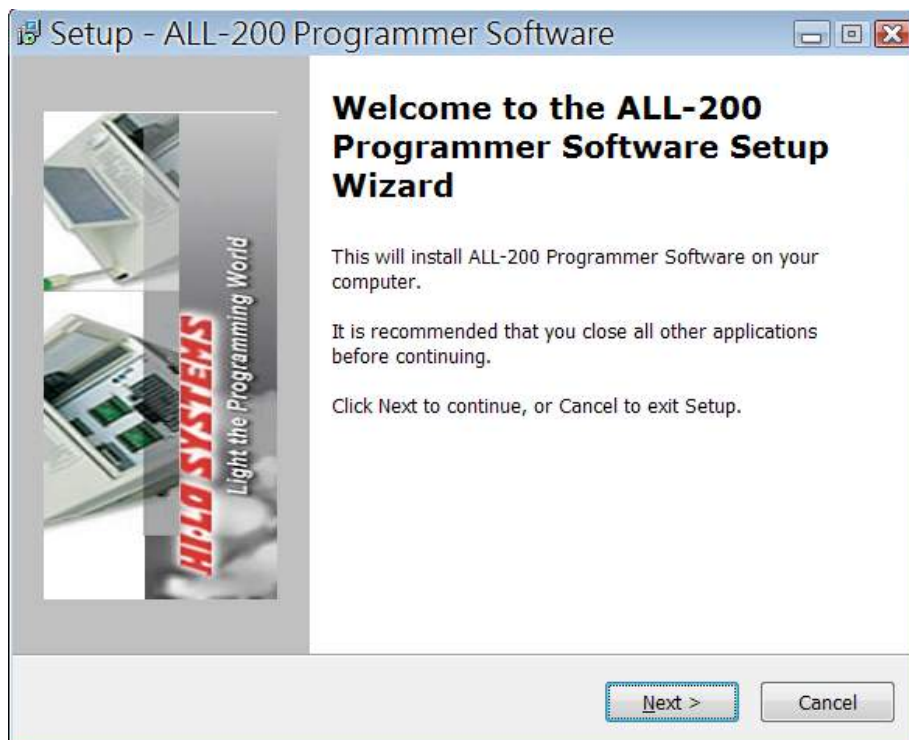 Setup - ALL-200 Programmer Software
Welcome to the ALL-200
Programmer Software Setup
Wizard
This will install ALL-200 Programmer Software on your
computer.
It is recommended that you close all other applications
before continuing.
Click Next to continue, or Cancel to exit Setup.
HI-LO SYSTEMS
Light the Programming World
Next >
Cancel